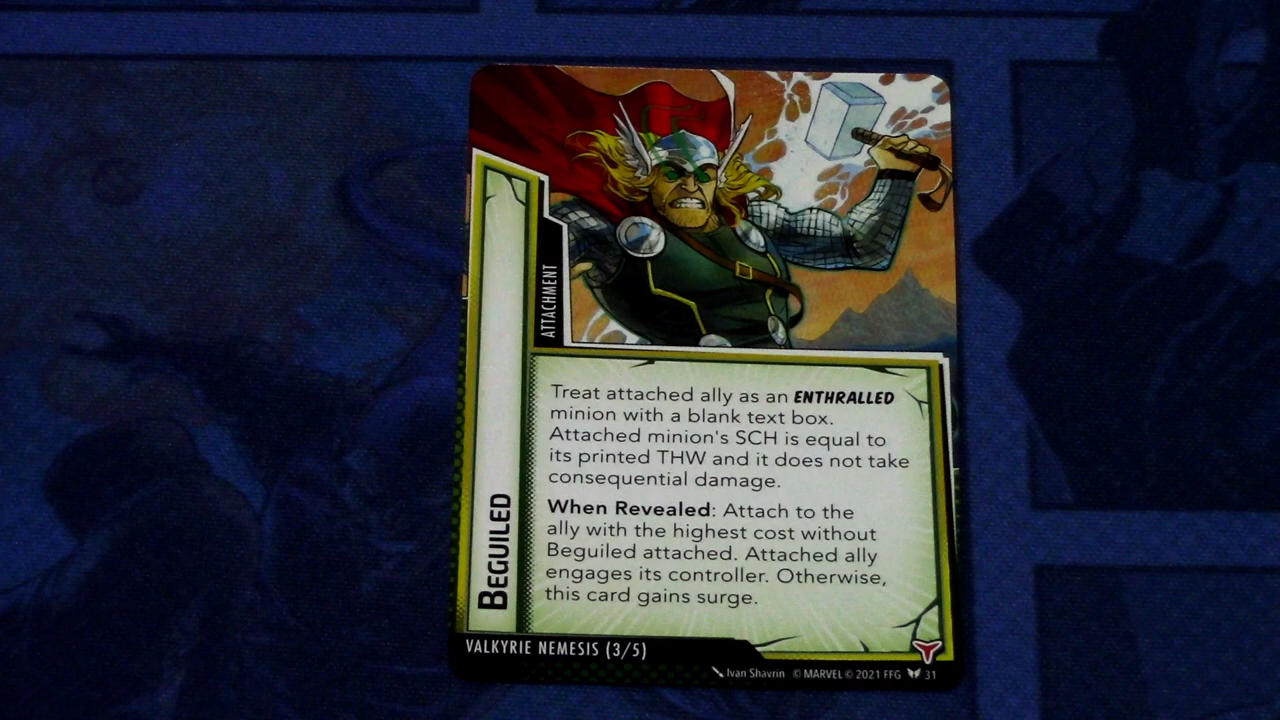 ATTACHMENT
BEGUILED
Treat attached ally as an ENTHRALLED
minion with a blank text box.
Attached minion's SCH is equal to
its printed THW and it does not take
consequential damage.
When Revealed: Attach to the
ally with the highest cost without
Beguiled attached. Attached ally
engages its controller. Otherwise,
this card gains surge.
VALKYRIE NEMESIS (3/5)
Ivan Shavrin © MARVEL © 2021 FFG 31